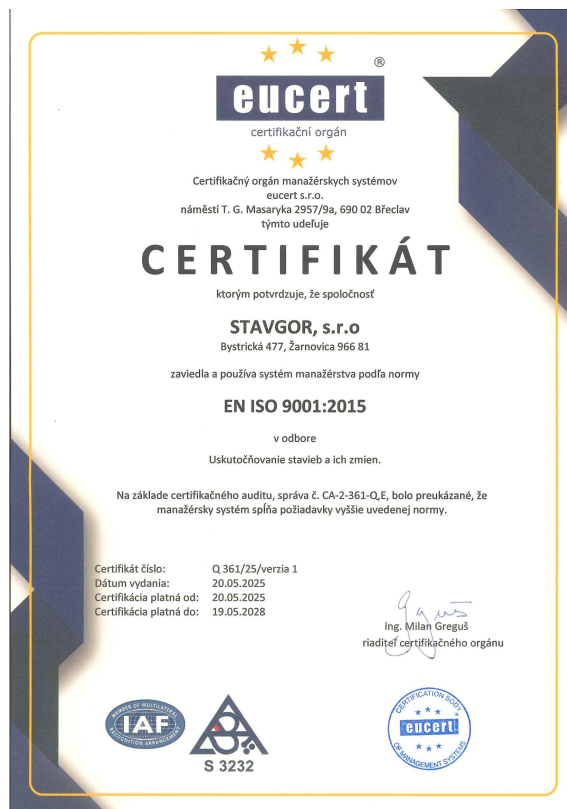 ®
eucert
certifikační orgán
Certifikačný orgán manažérskych systémov
eucert s.r.o.
náměstí T. G. Masaryka 2957/9a, 690 02 Břeclav
týmto udeľuje
CERTIFIKÁT
ktorým potvrdzuje, že spoločnosť
STAVGOR, s.r.o
Bystrická 477, Žarnovica 966 81
zaviedla a používa systém manažérstva podľa normy
EN ISO 9001:2015
v odbore
Uskutočňovanie stavieb a ich zmien.
Na základe certifikačného auditu, správa č. CA-2-361-Q,E, bolo preukázané, že
manažérsky systém spĺňa požiadavky vyššie uvedenej normy.
Certifikát číslo: Q 361/25/verzia 1
Dátum vydania: 20.05.2025
Certifikácia platná od: 20.05.2025
Certifikácia platná do: 19.05.2028
Ing. Milan Greguš
riaditeľ certifikačného orgánu
MEMBER OF MULTILATERAL
IAF
RECOGNITION ARRANGEMENT
S 3232
CERTIFICATION BODY
eucert
OF MANAGEMENT SYSTEMS